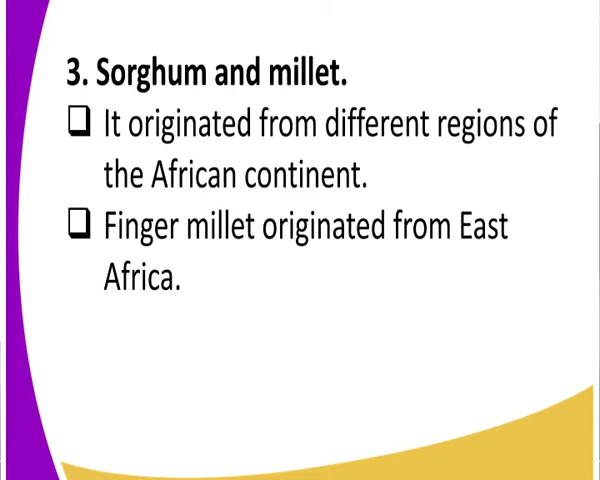 3. Sorghum and millet.
❑ It originated from different regions of
the African continent.
❑ Finger millet originated from East
Africa.